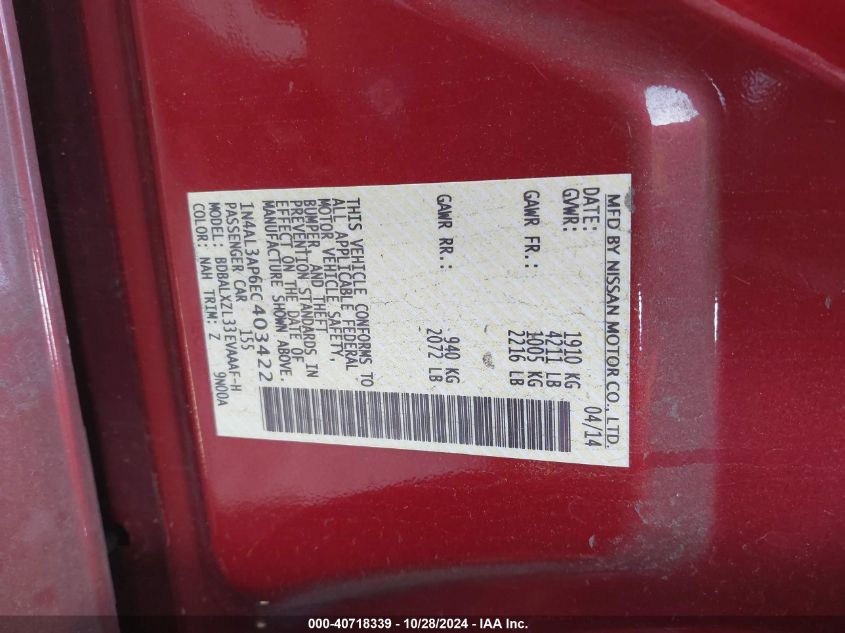 MFD BY NISSAN MOTOR CO., LTD.
DATE: 04/14
GVWR: 1910 KG
4211 LB
GAWR FR.: 1005 KG
2216 LB
GAWR RR.: 940 KG
2072 LB
THIS VEHICLE CONFORMS TO
ALL APPLICABLE FEDERAL
MOTOR VEHICLE SAFETY,
BUMPER, AND THEFT
PREVENTION STANDARDS IN
EFFECT ON THE DATE OF
MANUFACTURE SHOWN ABOVE.
1N4AL3AP6EC403422
PASSENGER CAR 155
MODEL: BDBALXZL33EVAAAF-H
COLOR: NAH TRIM: Z 9N00A
000-40718339 - 10/28/2024 - IAA Inc.